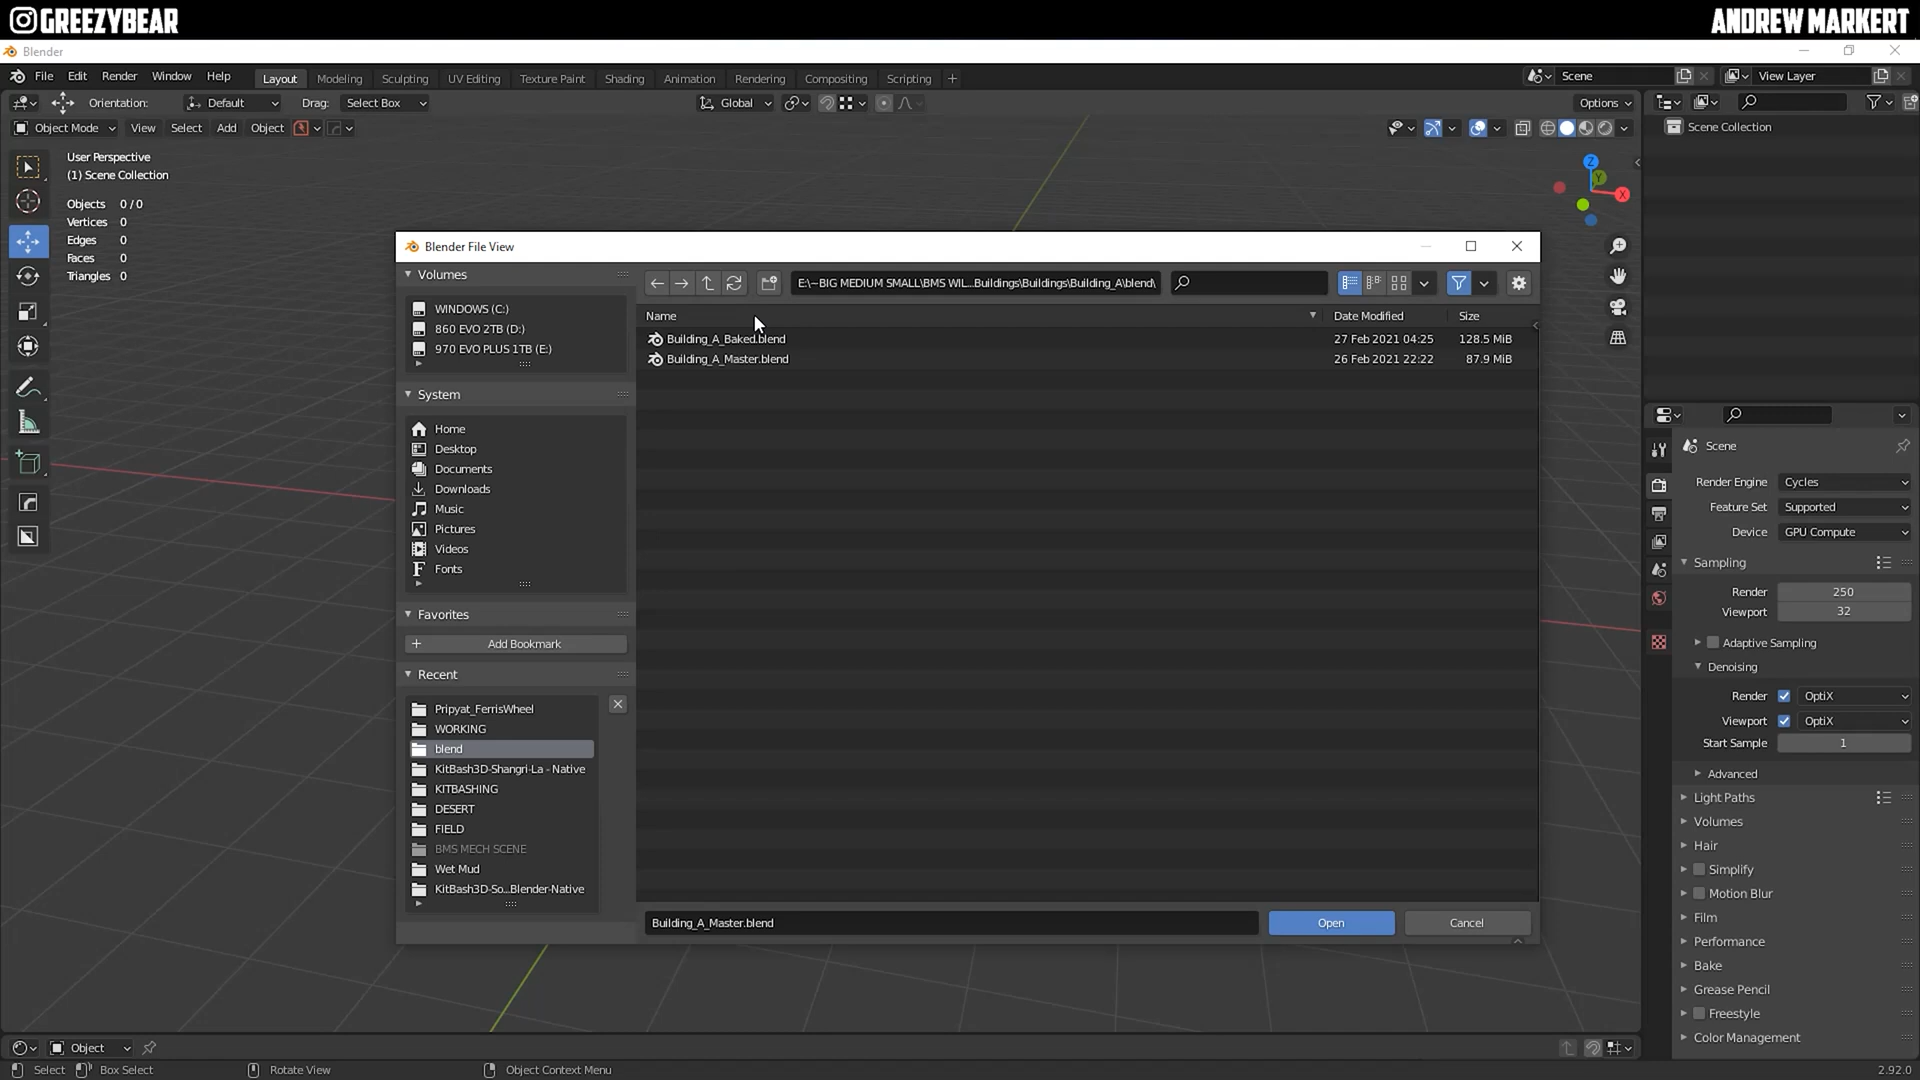 GREEZYBEAR
ANDREW MARKERT
Blender
File Edit Render Window Help Layout Modeling Sculpting UV Editing Texture Paint Shading Animation Rendering Compositing Scripting + Scene View Layer
Orientation: Default Drag: Select Box Global Options
Object Mode View Select Add Object Scene Collection
User Perspective
(1) Scene Collection
Objects 0 / 0
Vertices 0
Edges 0
Faces 0
Triangles 0
Z
Y
X
Blender File View
Volumes
WINDOWS (C:)
860 EVO 2TB (D:)
970 EVO PLUS 1TB (E:)
System
Home
Desktop
Documents
Downloads
Music
Pictures
Videos
Fonts
Favorites
+ Add Bookmark
Recent
Pripyat_FerrisWheel
WORKING
blend
KitBash3D-Shangri-La - Native
KITBASHING
DESERT
FIELD
BMS MECH SCENE
Wet Mud
KitBash3D-So...Blender-Native
E:\~BIG MEDIUM SMALL\BMS WIL...Buildings\Buildings\Building_A\blend\
Name Date Modified Size
Building_A_Baked.blend 27 Feb 2021 04:25 128.5 MiB
Building_A_Master.blend 26 Feb 2021 22:22 87.9 MiB
Building_A_Master.blend Open Cancel
Scene
Render Engine Cycles
Feature Set Supported
Device GPU Compute
Sampling
Render 250
Viewport 32
Adaptive Sampling
Denoising
Render OptiX
Viewport OptiX
Start Sample 1
Advanced
Light Paths
Volumes
Hair
Simplify
Motion Blur
Film
Performance
Bake
Grease Pencil
Freestyle
Color Management
Object
Select Box Select Rotate View Object Context Menu 2.92.0